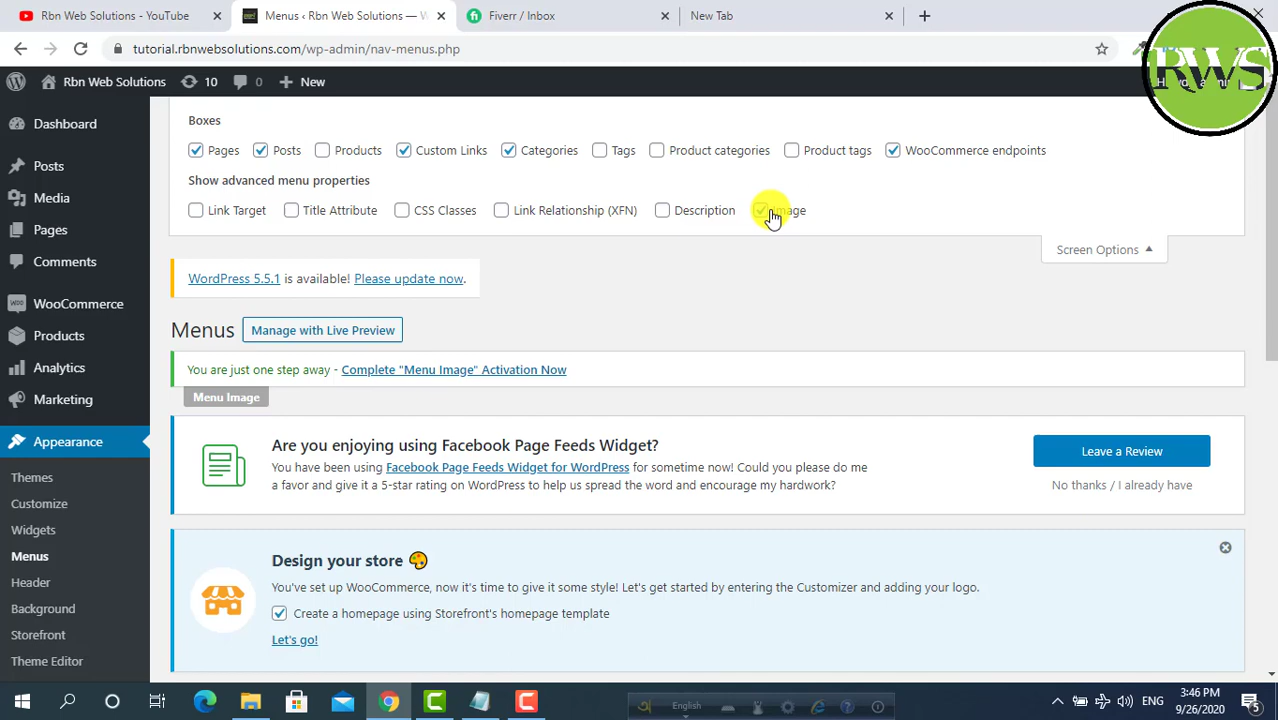 Rbn Web Solutions - YouTube
Menus ‹ Rbn Web Solutions — W
Fiverr / Inbox
New Tab
tutorial.rbnwebsolutions.com/wp-admin/nav-menus.php
RWS
Rbn Web Solutions
10
0
New
Dashboard
Posts
Media
Pages
Comments
WooCommerce
Products
Analytics
Marketing
Appearance
Themes
Customize
Widgets
Menus
Header
Background
Storefront
Theme Editor
Boxes
Pages Posts Products Custom Links Categories Tags Product categories Product tags WooCommerce endpoints
Show advanced menu properties
Link Target Title Attribute CSS Classes Link Relationship (XFN) Description Image
Screen Options
WordPress 5.5.1 is available! Please update now.
Menus Manage with Live Preview
You are just one step away - Complete "Menu Image" Activation Now
Menu Image
Are you enjoying using Facebook Page Feeds Widget?
You have been using Facebook Page Feeds Widget for WordPress for sometime now! Could you please do me
a favor and give it a 5-star rating on WordPress to help us spread the word and encourage my hardwork?
Leave a Review
No thanks / I already have
Design your store
You've set up WooCommerce, now it's time to give it some style! Let's get started by entering the Customizer and adding your logo.
Create a homepage using Storefront's homepage template
Let's go!
English
ENG
3:46 PM
9/26/2020
5